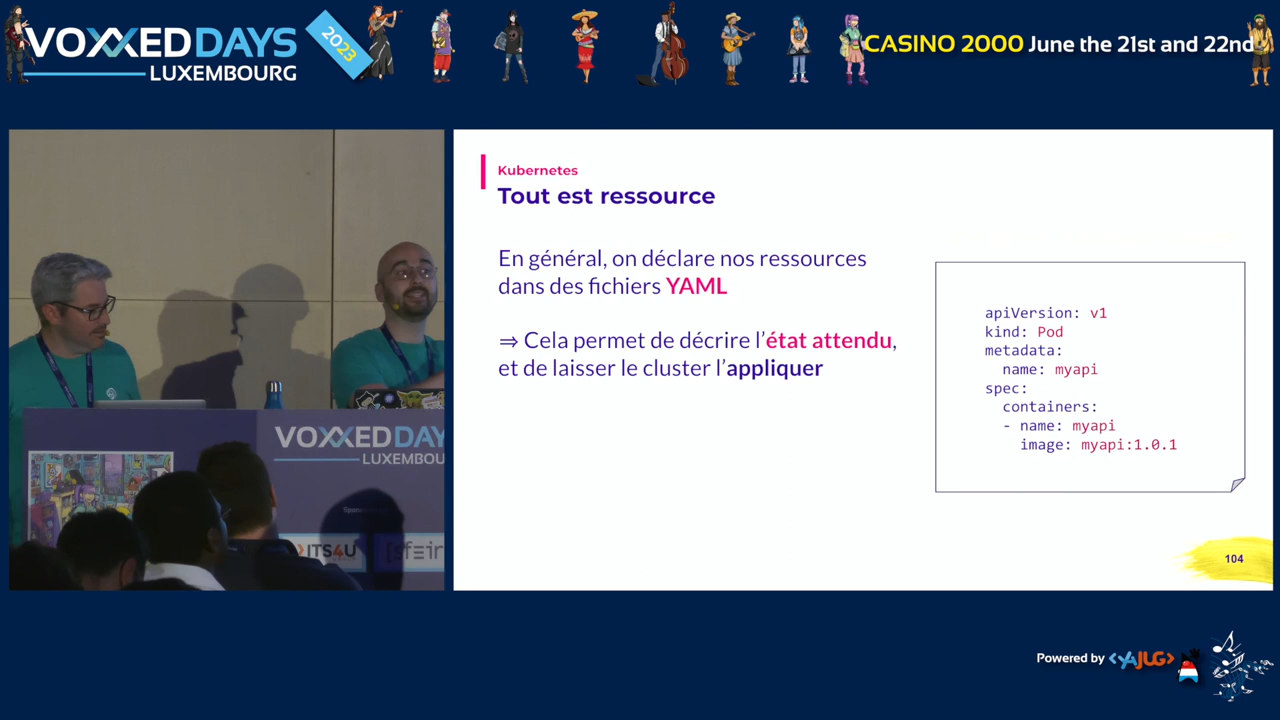 VOXXED DAYS
LUXEMBOURG
2023
CASINO 2000 June the 21st and 22nd
Kubernetes
Tout est ressource
En général, on déclare nos ressources
dans des fichiers YAML
⇒ Cela permet de décrire l'état attendu,
et de laisser le cluster l'appliquer
apiVersion: v1
kind: Pod
metadata:
name: myapi
spec:
containers:
- name: myapi
image: myapi:1.0.1
104
VOXXED DAY
LUXEMBOU
ITS4U
sfeir
Powered by <YAJUG>